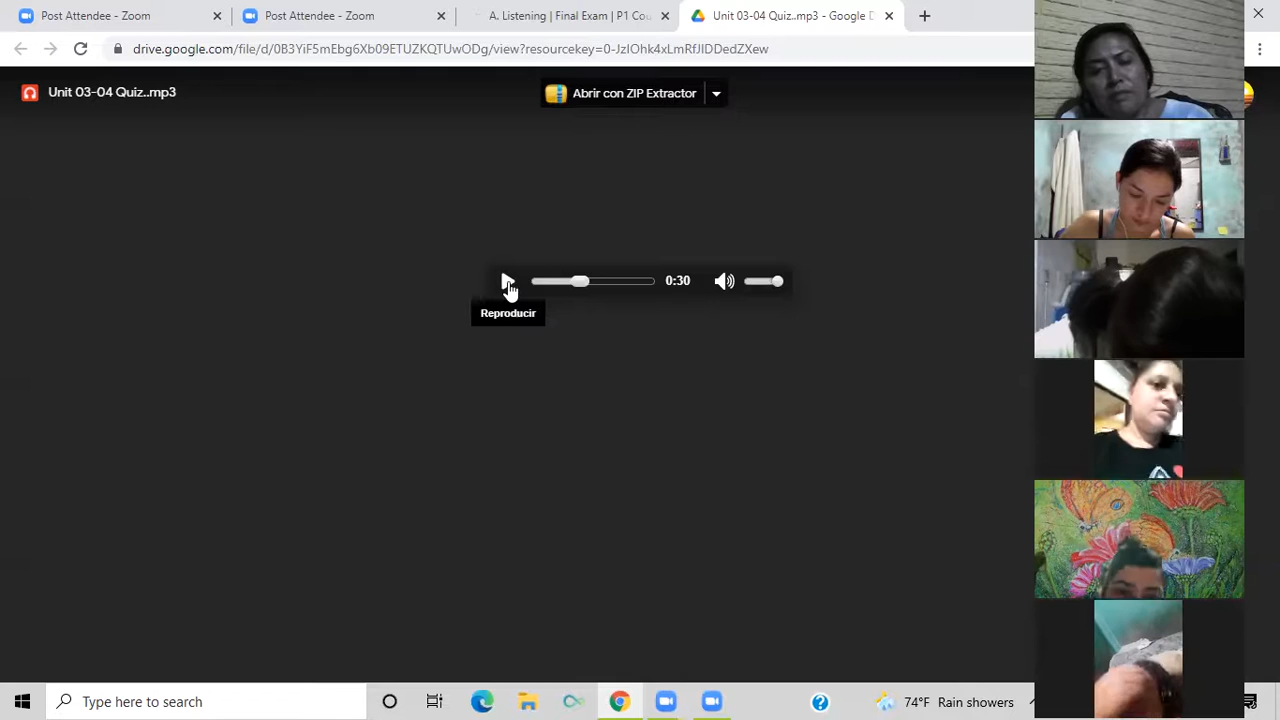 Post Attendee - Zoom
Post Attendee - Zoom
A. Listening | Final Exam | P1 Cou
Unit 03-04 Quiz..mp3 - Google D
drive.google.com/file/d/0B3YiF5mEbg6Xb09ETUZKQTUwODg/view?resourcekey=0-JzIOhk4xLmRfJIDDedZXew
Unit 03-04 Quiz..mp3
Abrir con ZIP Extractor
0:30
Reproducir
Type here to search
74°F Rain showers